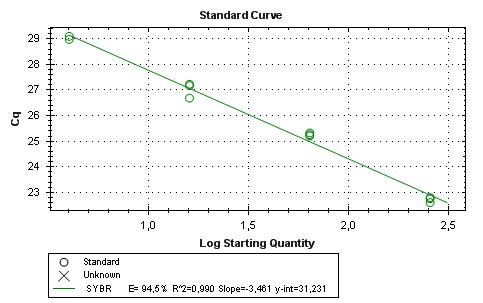 Standard Curve
29
28
27
26
25
24
23
Cq
1,0 1,5 2,0 2,5
Log Starting Quantity
Standard
Unknown
SYBR E= 94,5% R^2=0,990 Slope=-3,461 y-int=31,231